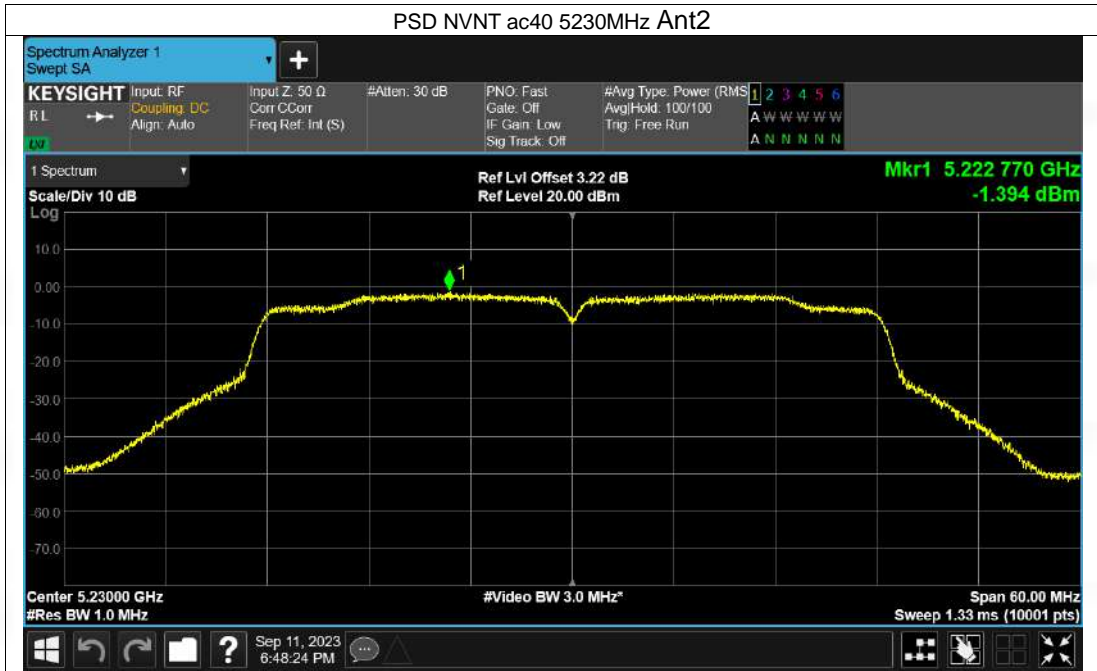 PSD NVNT ac40 5230MHz Ant2
Spectrum Analyzer 1
Swept SA
+
KEYSIGHT
RL
LXI
Input: RF
Coupling: DC
Align: Auto
Input Z: 50 Ω
Corr CCorr
Freq Ref: Int (S)
#Atten: 30 dB
PNO: Fast
Gate: Off
IF Gain: Low
Sig Track: Off
#Avg Type: Power (RMS
Avg|Hold: 100/100
Trig: Free Run
1 2 3 4 5 6
A W W W W W
A N N N N N
1 Spectrum
Scale/Div 10 dB
Log
Ref Lvl Offset 3.22 dB
Ref Level 20.00 dBm
Mkr1 5.222 770 GHz
-1.394 dBm
10.0
0.00
-10.0
-20.0
-30.0
-40.0
-50.0
-60.0
-70.0
1
Center 5.23000 GHz
#Res BW 1.0 MHz
#Video BW 3.0 MHz*
Span 60.00 MHz
Sweep 1.33 ms (10001 pts)
?
Sep 11, 2023
6:48:24 PM